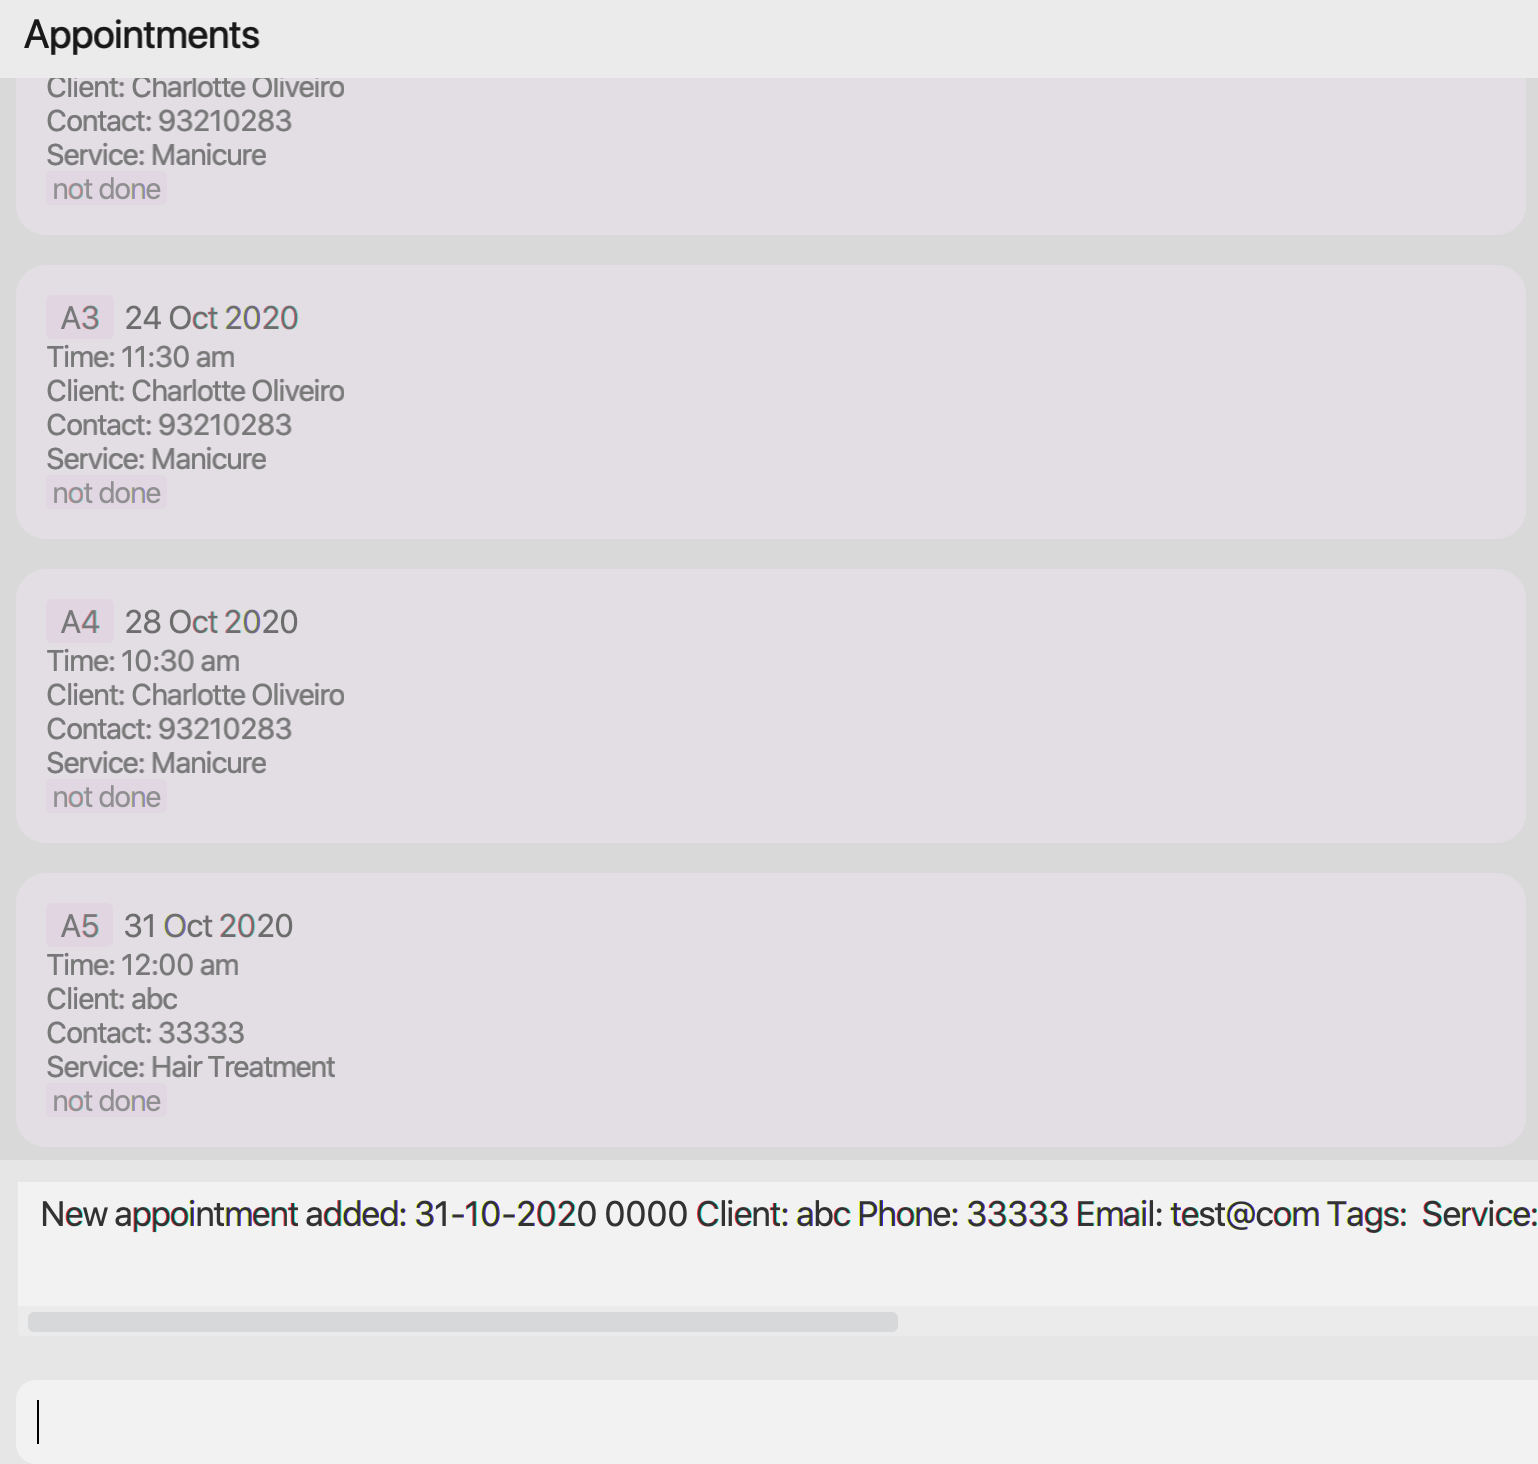 Appointments
Client: Charlotte Oliveiro
Contact: 93210283
Service: Manicure
not done
A3 24 Oct 2020
Time: 11:30 am
Client: Charlotte Oliveiro
Contact: 93210283
Service: Manicure
not done
A4 28 Oct 2020
Time: 10:30 am
Client: Charlotte Oliveiro
Contact: 93210283
Service: Manicure
not done
A5 31 Oct 2020
Time: 12:00 am
Client: abc
Contact: 33333
Service: Hair Treatment
not done
New appointment added: 31-10-2020 0000 Client: abc Phone: 33333 Email: test@com Tags:  Service: